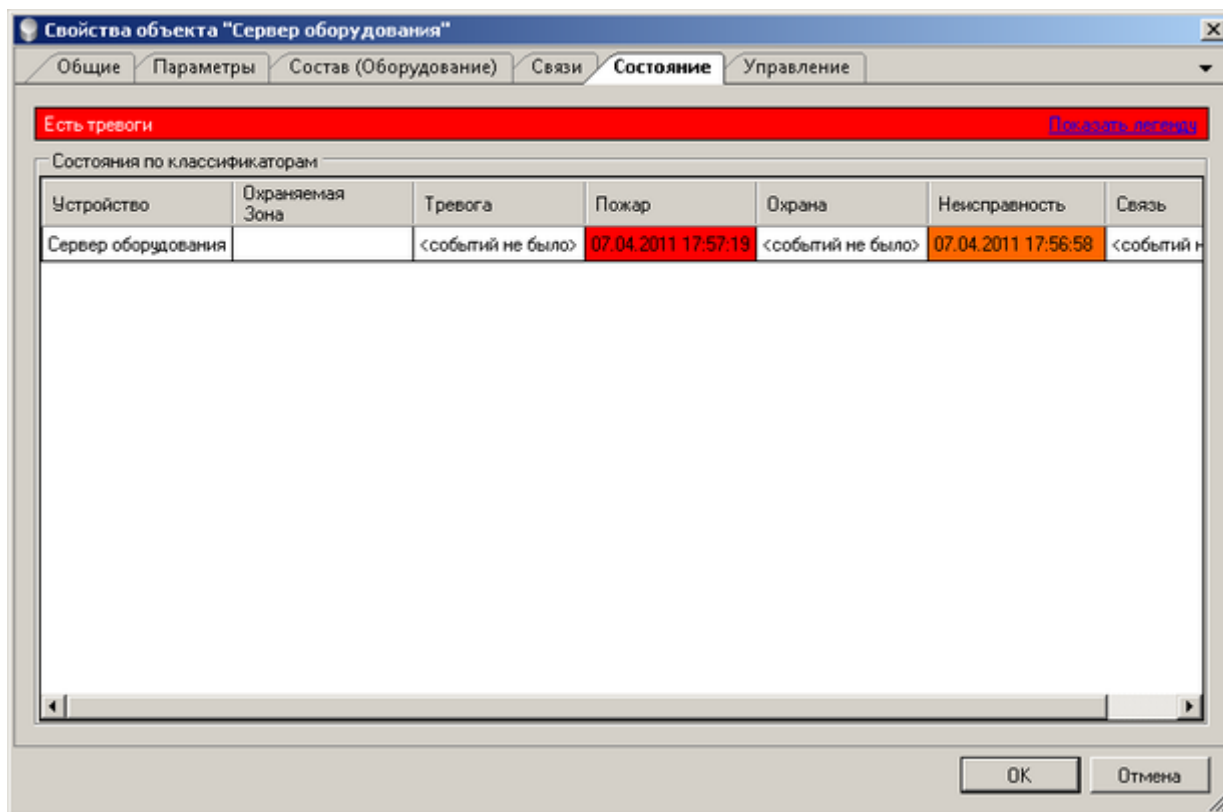 Свойства объекта "Сервер оборудования"
Общие Параметры Состав (Оборудование) Связи Состояние Управление
Есть тревоги Показать легенду
Состояния по классификаторам
Устройство Охраняемая Зона Тревога Пожар Охрана Неисправность Связь
Сервер оборудования <событий не было> 07.04.2011 17:57:19 <событий не было> 07.04.2011 17:56:58 <событий н
OK Отмена